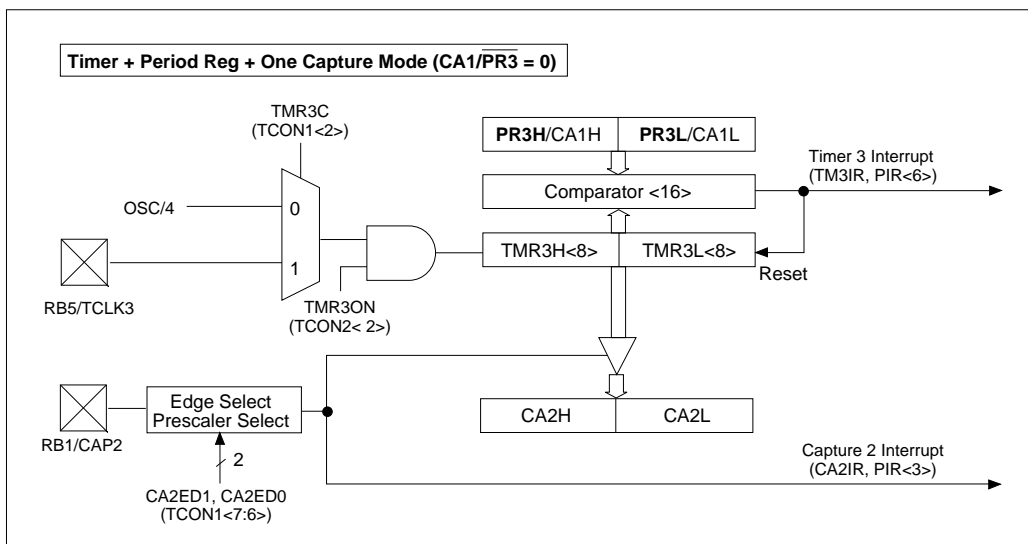 Timer + Period Reg + One Capture Mode (CA1/PR3 = 0)
TMR3C
(TCON1<2>)
PR3H/CA1H
PR3L/CA1L
Timer 3 Interrupt
(TM3IR, PIR<6>)
Comparator <16>
OSC/4
0
1
TMR3H<8>
TMR3L<8>
Reset
RB5/TCLK3
TMR3ON
(TCON2< 2>)
Edge Select
Prescaler Select
CA2H
CA2L
RB1/CAP2
2
Capture 2 Interrupt
(CA2IR, PIR<3>)
CA2ED1, CA2ED0
(TCON1<7:6>)